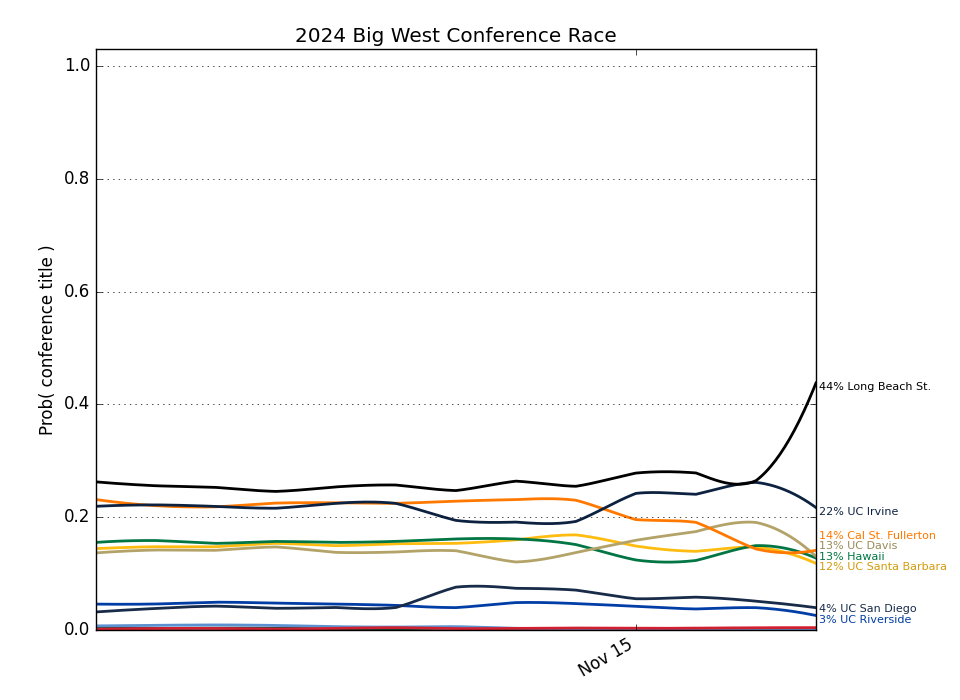 2024 Big West Conference Race
Prob( conference title )
1.0
0.8
0.6
0.4
0.2
0.0
Nov 15
44% Long Beach St.
22% UC Irvine
14% Cal St. Fullerton
13% UC Davis
13% Hawaii
12% UC Santa Barbara
4% UC San Diego
3% UC Riverside